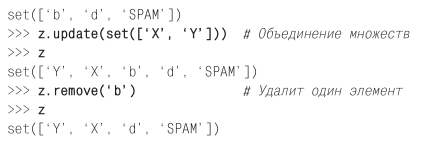 set([‘b’, ‘d’, ‘SPAM’])
>>> z.update(set([‘X’, ‘Y’])) # Объединение множеств
>>> z
set([‘Y’, ‘X’, ‘b’, ‘d’, ‘SPAM’])
>>> z.remove(‘b’) # Удалит один элемент
>>> z
set([‘Y’, ‘X’, ‘d’, ‘SPAM’])